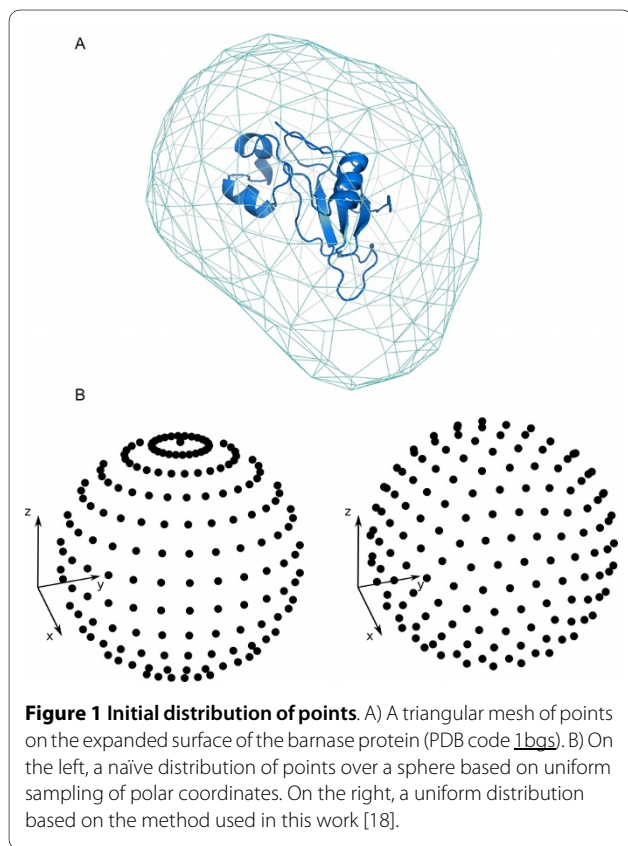 A
B
z
y
x
z
y
x
Figure 1 Initial distribution of points. A) A triangular mesh of points
on the expanded surface of the barnase protein (PDB code 1bgs). B) On
the left, a naïve distribution of points over a sphere based on uniform
sampling of polar coordinates. On the right, a uniform distribution
based on the method used in this work [18].